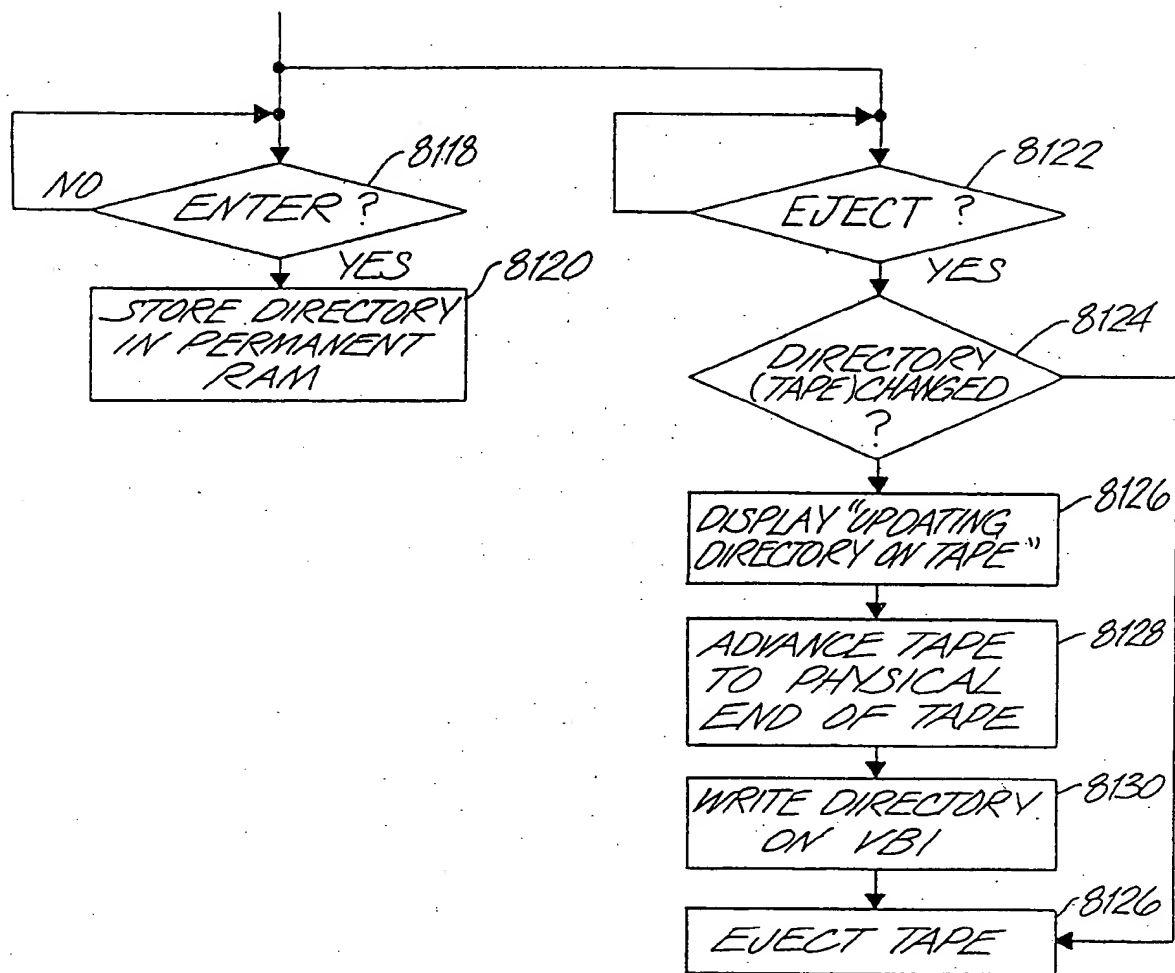 8118
NO
ENTER ?
YES
8120
STORE DIRECTORY
IN PERMANENT
RAM
8122
EJECT ?
YES
8124
DIRECTORY
(TAPE) CHANGED
?
8126
DISPLAY "UPDATING
DIRECTORY ON TAPE"
8128
ADVANCE TAPE
TO PHYSICAL
END OF TAPE
8130
WRITE DIRECTORY
ON VBI
8126
EJECT TAPE